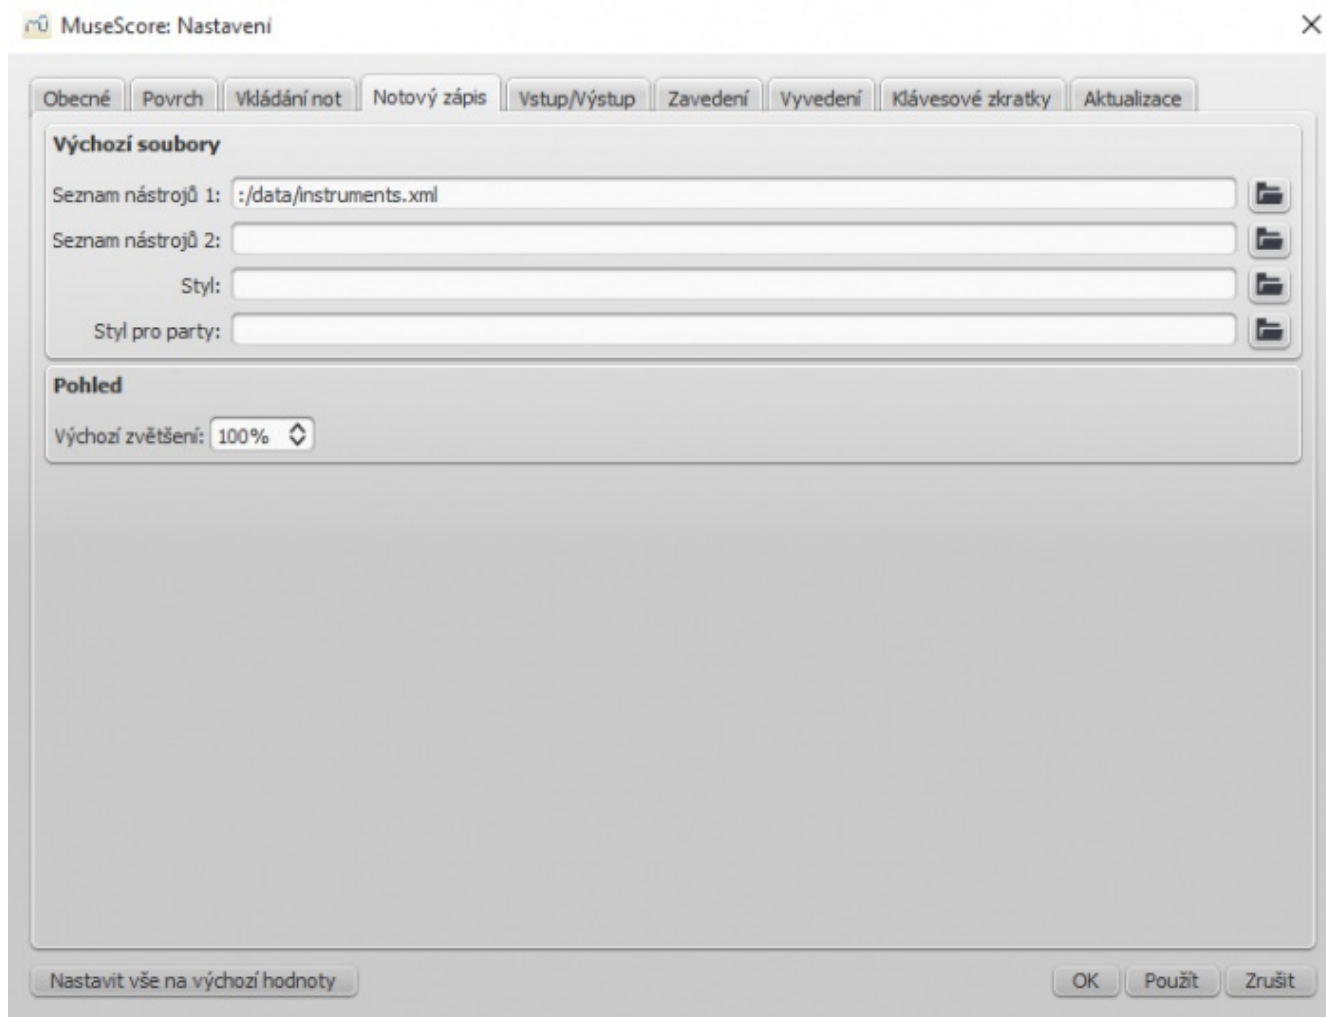 MuseScore: Nastavení
Obecné Povrch Vkládání not Notový zápis Vstup/Výstup Zavedení Vyvedení Klávesové zkratky Aktualizace
Výchozí soubory
Seznam nástrojů 1: :/data/instruments.xml
Seznam nástrojů 2:
Styl:
Styl pro party:
Pohled
Výchozí zvětšení: 100%
Nastavit vše na výchozí hodnoty OK Použít Zrušit